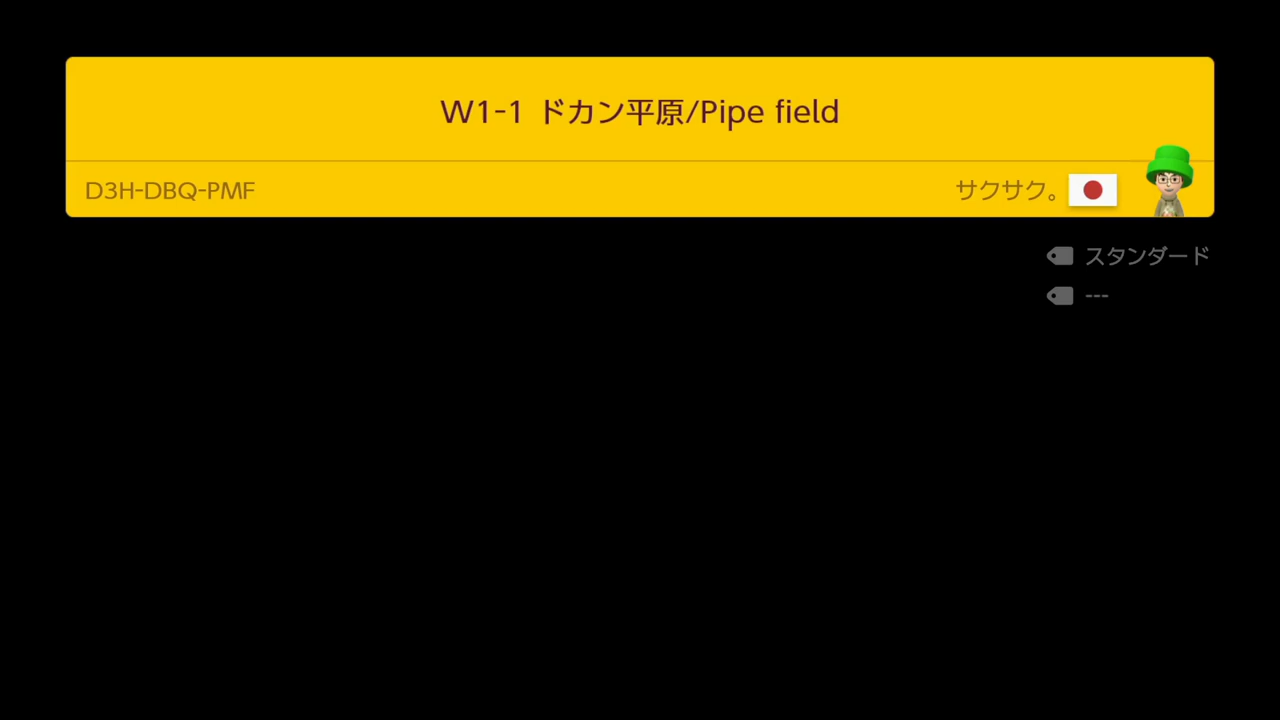 W1-1 ドカン平原/Pipe field
D3H-DBQ-PMF
サクサク。
スタンダード
---